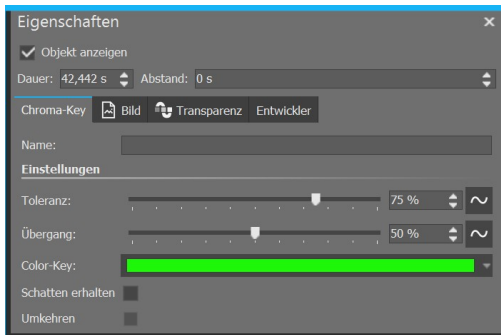 Eigenschaften
Objekt anzeigen
Dauer: 42,442 s Abstand: 0 s
Chroma-Key Bild Transparenz Entwickler
Name:
Einstellungen
Toleranz: 75 %
Übergang: 50 %
Color-Key:
Schatten erhalten
Umkehren